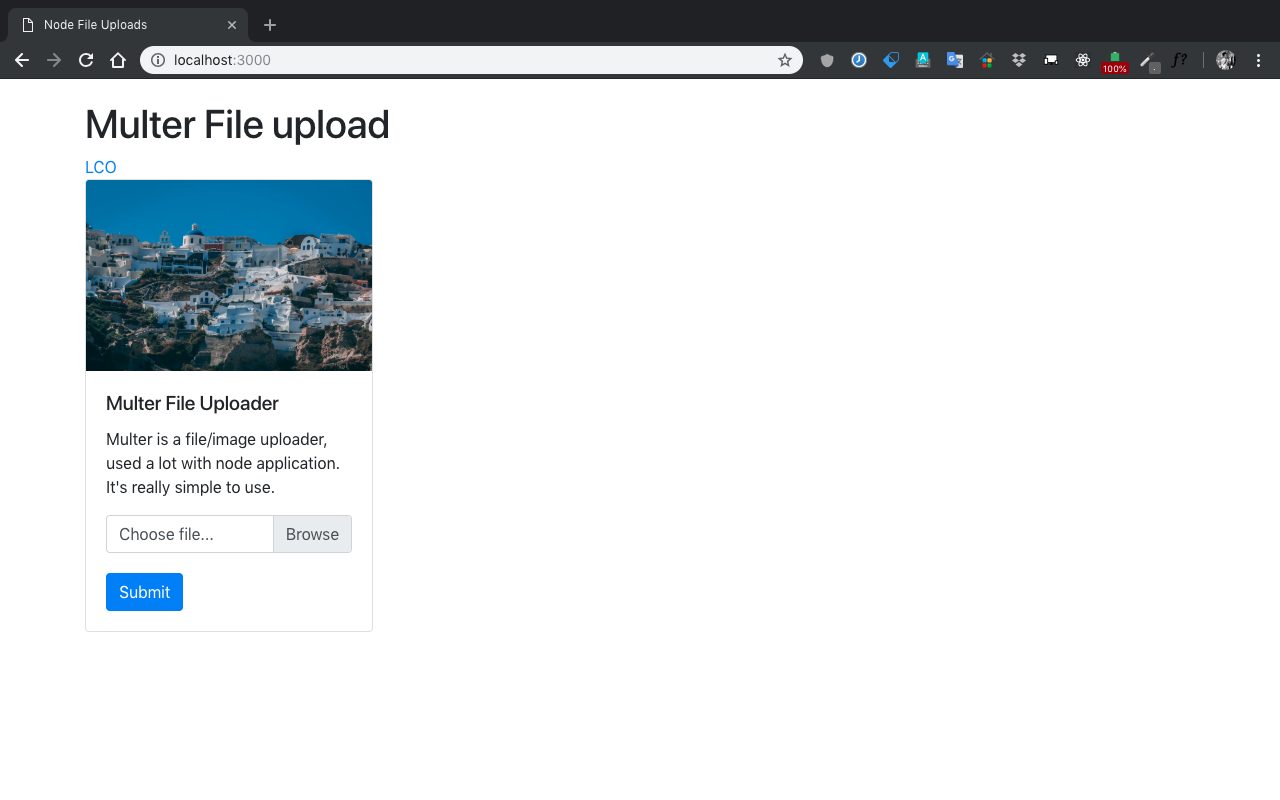 Node File Uploads
localhost:3000
100%
f?
Multer File upload
LCO
Multer File Uploader
Multer is a file/image uploader,
used a lot with node application.
It's really simple to use.
Choose file... Browse
Submit